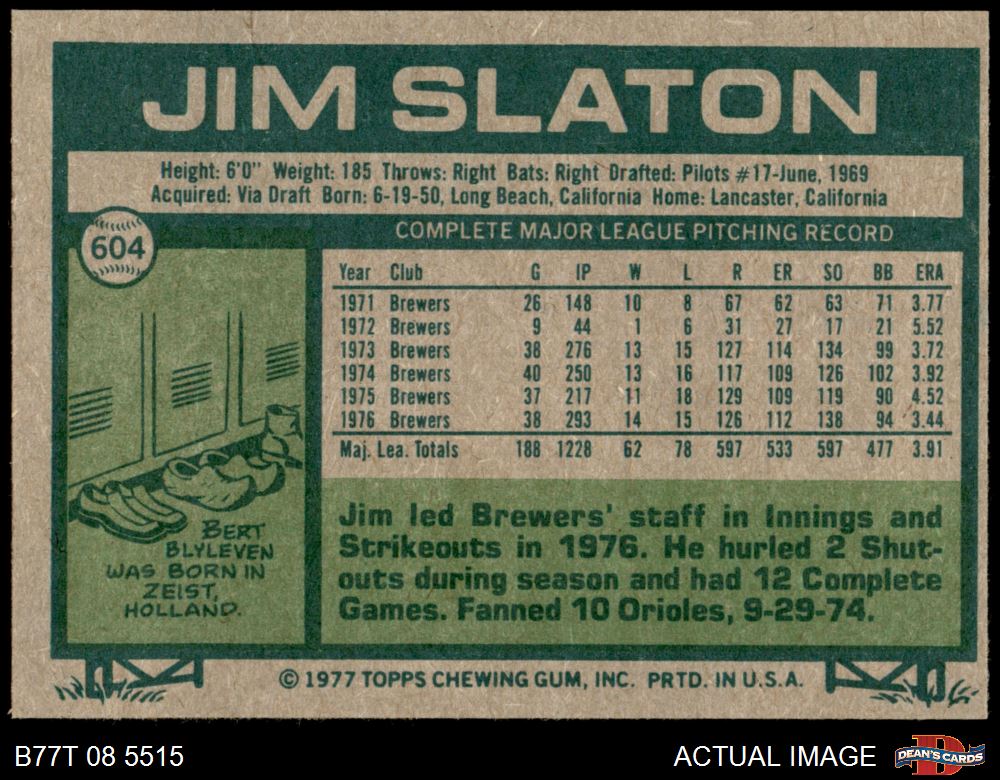 JIM SLATON
Height: 6'0" Weight: 185 Throws: Right Bats: Right Drafted: Pilots #17-June, 1969
Acquired: Via Draft Born: 6-19-50, Long Beach, California Home: Lancaster, California
604
COMPLETE MAJOR LEAGUE PITCHING RECORD
Year Club G IP W L R ER SO BB ERA
1971 Brewers 26 148 10 8 67 62 63 71 3.77
1972 Brewers 9 44 1 6 31 27 17 21 5.52
1973 Brewers 38 276 13 15 127 114 134 99 3.72
1974 Brewers 40 250 13 16 117 109 126 102 3.92
1975 Brewers 37 217 11 18 129 109 119 90 4.52
1976 Brewers 38 293 14 15 126 112 138 94 3.44
Maj. Lea. Totals 188 1228 62 78 597 533 597 477 3.91
BERT
BLYLEVEN
WAS BORN IN
ZEIST,
HOLLAND.
Jim led Brewers' staff in Innings and
Strikeouts in 1976. He hurled 2 Shut-
outs during season and had 12 Complete
Games. Fanned 10 Orioles, 9-29-74.
© 1977 TOPPS CHEWING GUM, INC. PRTD. IN U.S.A.
B77T 08 5515
ACTUAL IMAGE
D
DEAN'S CARDS